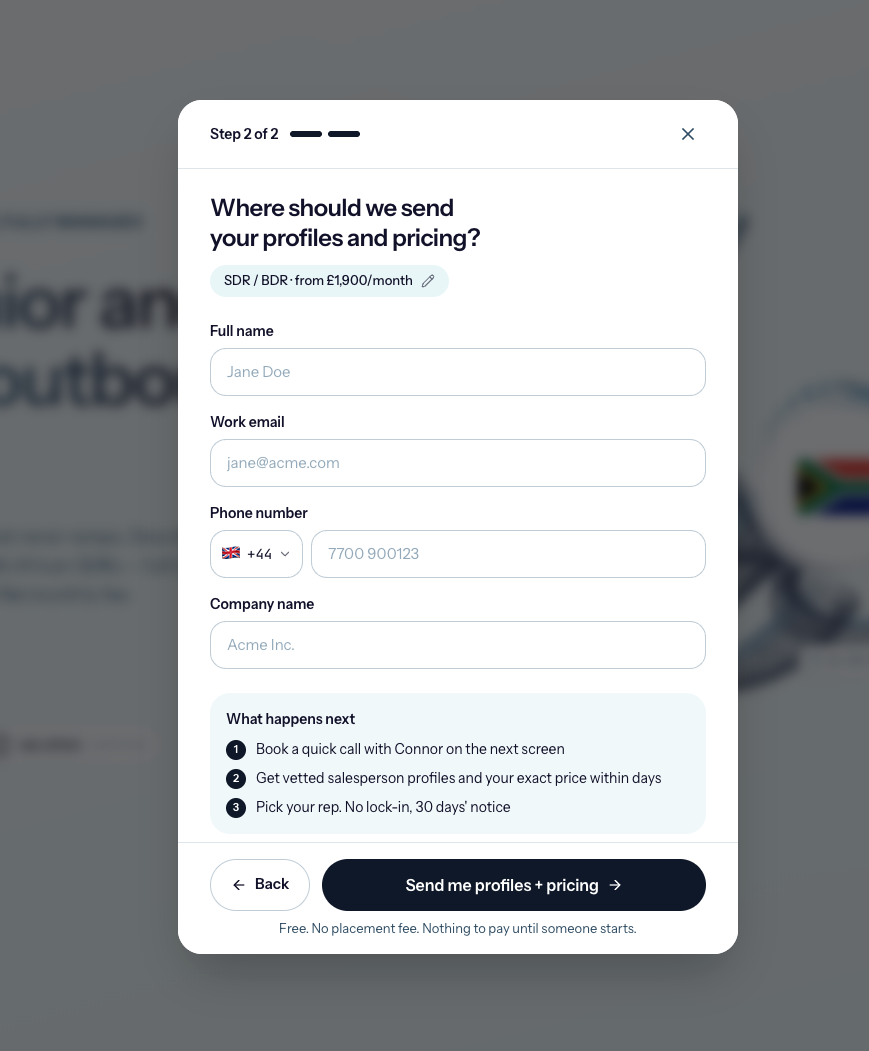 Step 2 of 2
Where should we send
your profiles and pricing?
SDR / BDR · from £1,900/month
Full name
Jane Doe
Work email
jane@acme.com
Phone number
🇬🇧 +44
7700 900123
Company name
Acme Inc.
What happens next
1 Book a quick call with Connor on the next screen
2 Get vetted salesperson profiles and your exact price within days
3 Pick your rep. No lock-in, 30 days' notice
← Back
Send me profiles + pricing →
Free. No placement fee. Nothing to pay until someone starts.
ior an
outbo